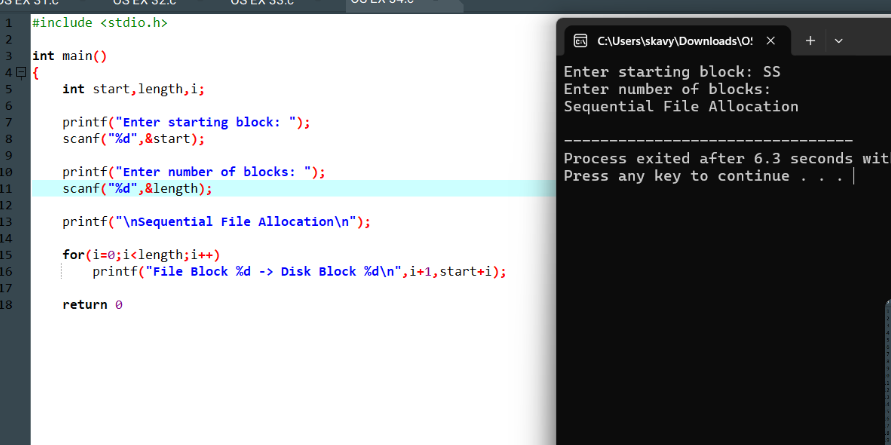 OS EX 31.c OS EX 32.c OS EX 33.c OS EX 34.c
1 #include <stdio.h>
2
3 int main()
4 {
5 int start,length,i;
6
7 printf("Enter starting block: ");
8 scanf("%d",&start);
9
10 printf("Enter number of blocks: ");
11 scanf("%d",&length);
12
13 printf("\nSequential File Allocation\n");
14
15 for(i=0;i<length;i++)
16 printf("File Block %d -> Disk Block %d\n",i+1,start+i);
17
18 return 0
C:\Users\skavy\Downloads\O
Enter starting block: SS
Enter number of blocks:
Sequential File Allocation
--------------------------------
Process exited after 6.3 seconds wit
Press any key to continue . . .